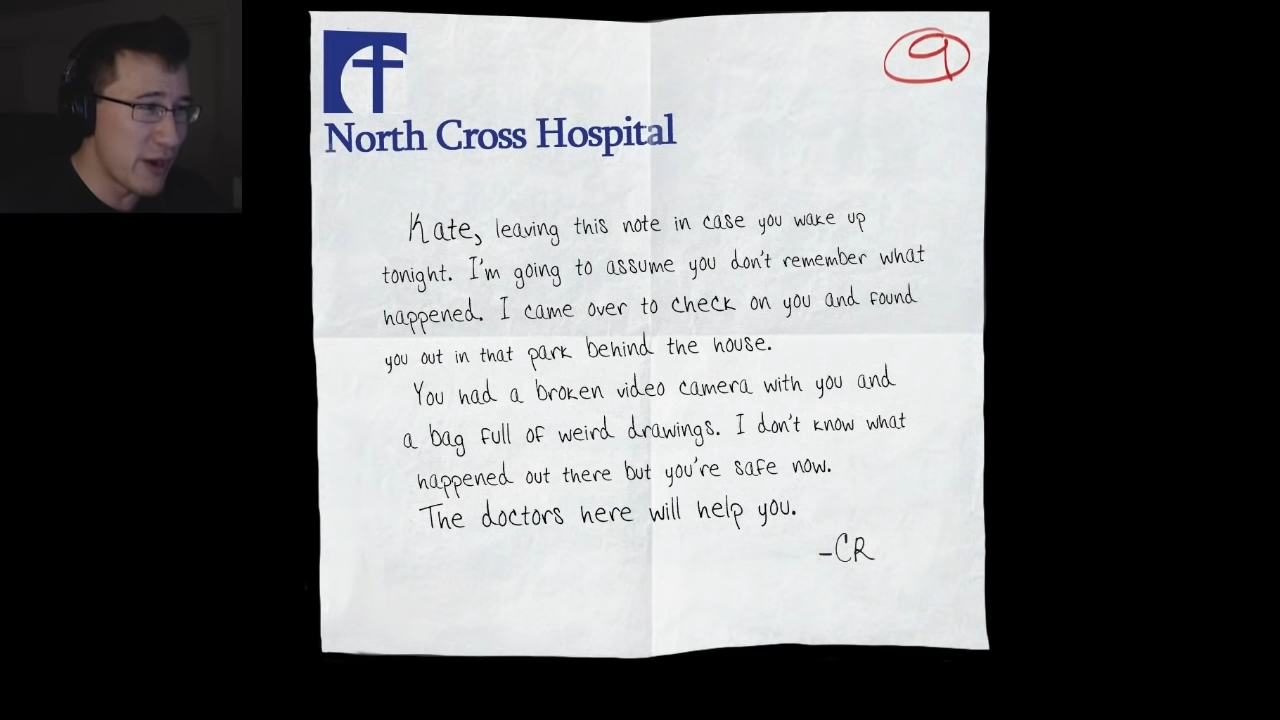 9
North Cross Hospital
Kate, leaving this note in case you wake up
tonight. I'm going to assume you don't remember what
happened. I came over to check on you and found
you out in that park behind the house.
You had a broken video camera with you and
a bag full of weird drawings. I don't know what
happened out there but you're safe now.
The doctors here will help you.
-CR